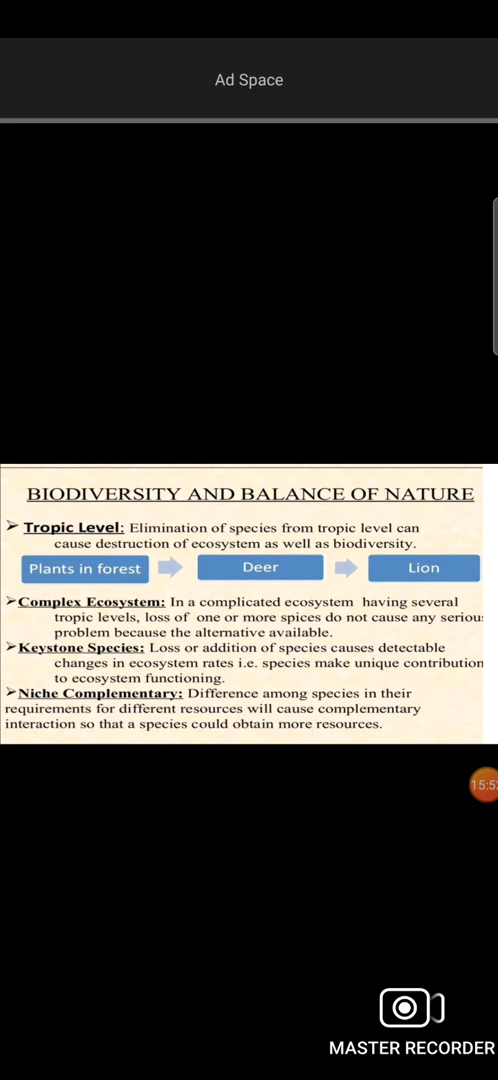 Ad Space
BIODIVERSITY AND BALANCE OF NATURE
➢ Tropic Level: Elimination of species from tropic level can
cause destruction of ecosystem as well as biodiversity.
Plants in forest Deer Lion
➢Complex Ecosystem: In a complicated ecosystem having several
tropic levels, loss of one or more spices do not cause any seriou
problem because the alternative available.
➢Keystone Species: Loss or addition of species causes detectable
changes in ecosystem rates i.e. species make unique contribution
to ecosystem functioning.
➢Niche Complementary: Difference among species in their
requirements for different resources will cause complementary
interaction so that a species could obtain more resources.
MASTER RECORDER